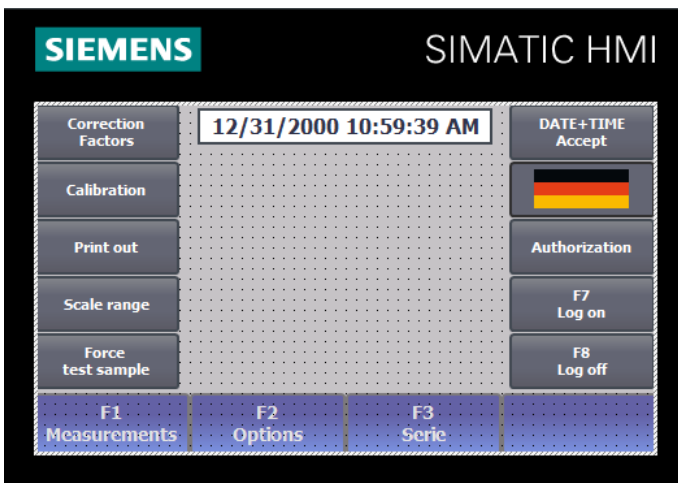 SIEMENS
SIMATIC HMI
Correction
Factors
12/31/2000 10:59:39 AM
DATE+TIME
Accept
Calibration
Print out
Authorization
Scale range
F7
Log on
Force
test sample
F8
Log off
F1
Measurements
F2
Options
F3
Serie